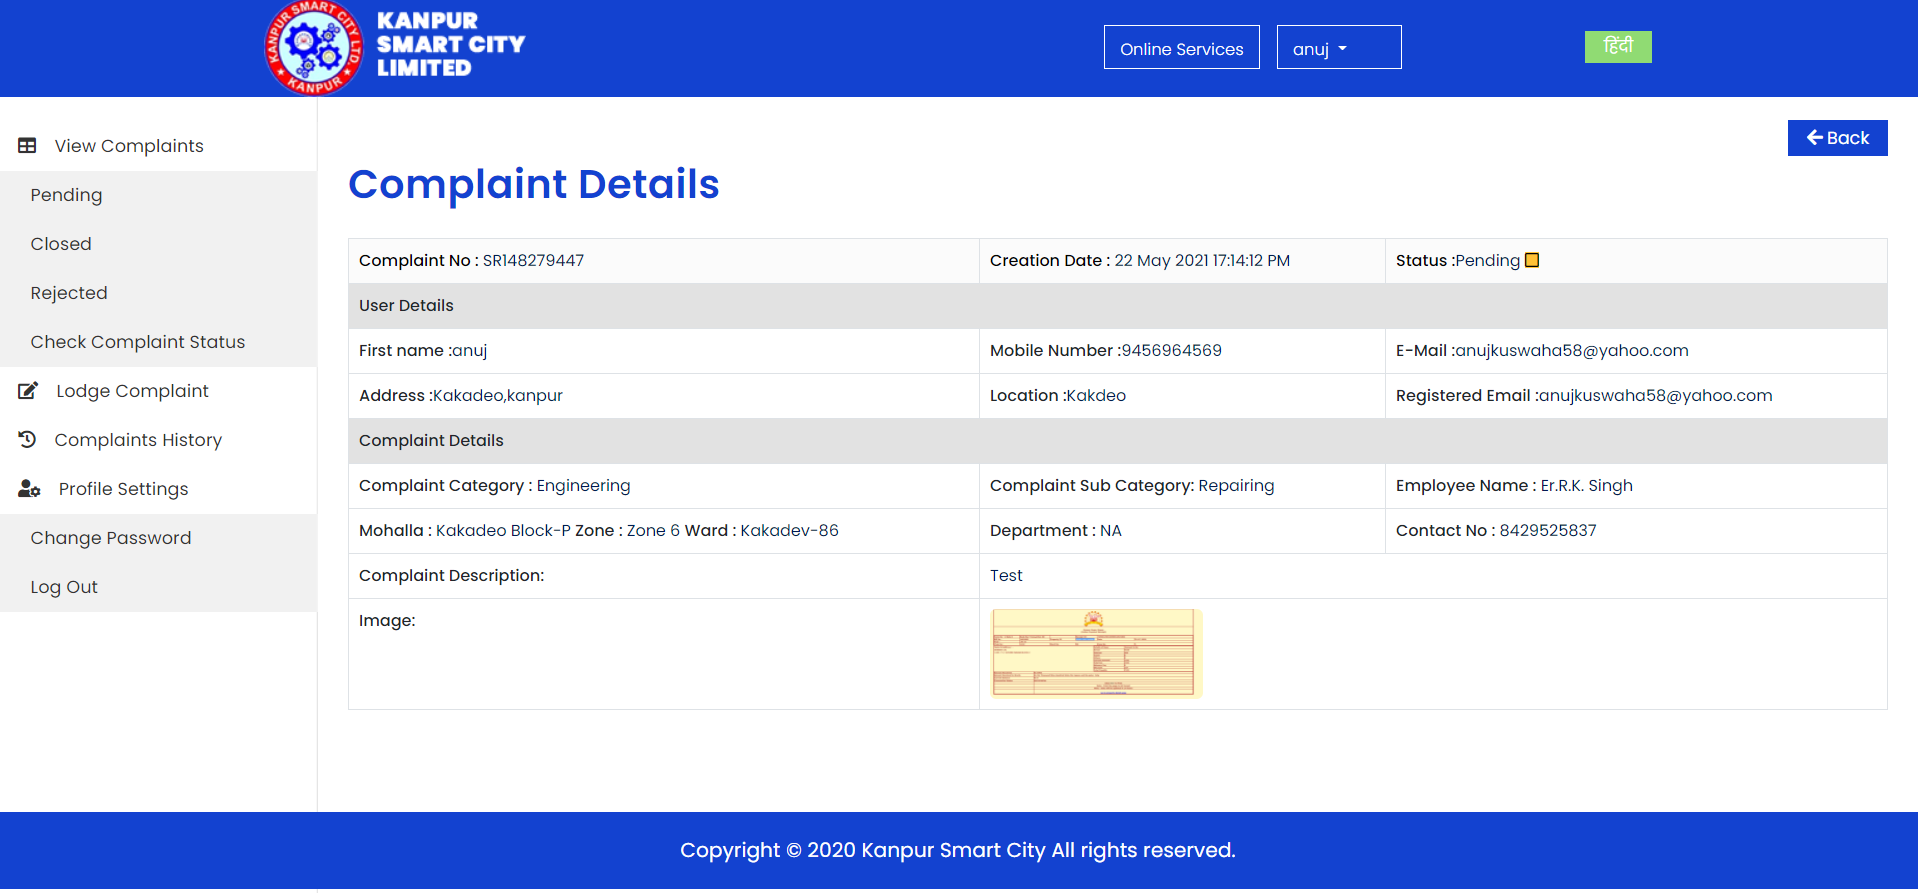 KANPUR SMART CITY LTD
KANPUR
KANPUR
SMART CITY
LIMITED
Online Services
anuj
हिंदी
View Complaints
Pending
Closed
Rejected
Check Complaint Status
Lodge Complaint
Complaints History
Profile Settings
Change Password
Log Out
Back
Complaint Details
Complaint No : SR148279447 Creation Date : 22 May 2021 17:14:12 PM Status :Pending
User Details
First name :anuj Mobile Number :9456964569 E-Mail :anujkuswaha58@yahoo.com
Address :Kakadeo,kanpur Location :Kakdeo Registered Email :anujkuswaha58@yahoo.com
Complaint Details
Complaint Category : Engineering Complaint Sub Category: Repairing Employee Name : Er.R.K. Singh
Mohalla : Kakadeo Block-P Zone : Zone 6 Ward : Kakadev-86 Department : NA Contact No : 8429525837
Complaint Description: Test
Image:
Copyright © 2020 Kanpur Smart City All rights reserved.